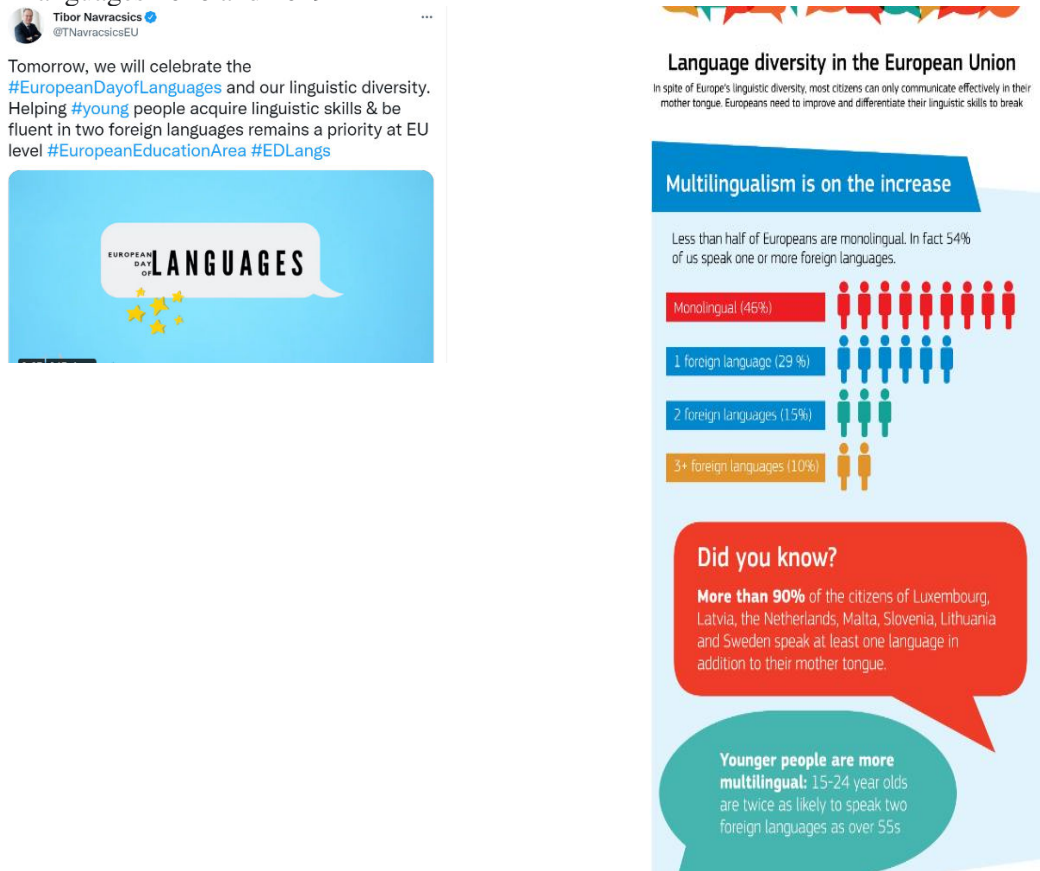 Tibor Navracsics
@TNavracsicsEU
Tomorrow, we will celebrate the
#EuropeanDayofLanguages and our linguistic diversity.
Helping #young people acquire linguistic skills & be
fluent in two foreign languages remains a priority at EU
level #EuropeanEducationArea #EDLangs
EUROPEAN
DAY
OF
LANGUAGES
Language diversity in the European Union
In spite of Europe's linguistic diversity, most citizens can only communicate effectively in their
mother tongue. Europeans need to improve and differentiate their linguistic skills to break
Multilingualism is on the increase
Less than half of Europeans are monolingual. In fact 54%
of us speak one or more foreign languages.
Monolingual (46%)
1 foreign language (29 %)
2 foreign languages (15%)
3+ foreign languages (10%)
Did you know?
More than 90% of the citizens of Luxembourg,
Latvia, the Netherlands, Malta, Slovenia, Lithuania
and Sweden speak at least one language in
addition to their mother tongue.
Younger people are more
multilingual: 15-24 year olds
are twice as likely to speak two
foreign languages as over 55s